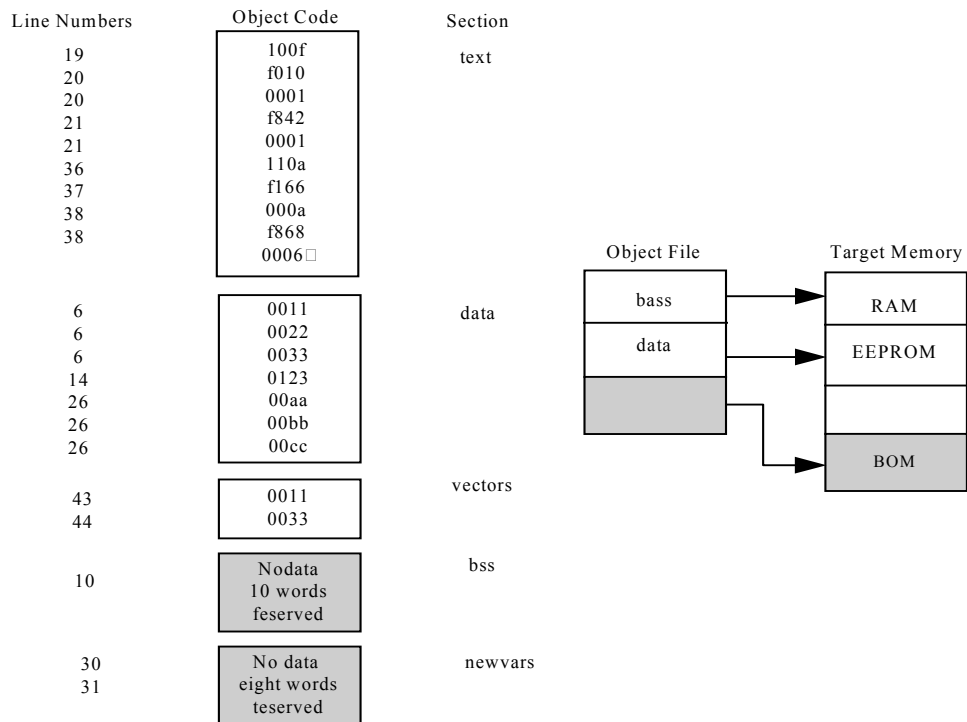 Line Numbers Object Code Section
19 100f text
20 f010
20 0001
21 f842
21 0001
36 110a
37 f166
38 000a
38 f868
0006□
6 0011 data
6 0022
6 0033
14 0123
26 00aa
26 00bb
26 00cc
43 0011 vectors
44 0033
10 Nodata bss
10 words
feserved
30 No data newvars
31 eight words
teserved
Object File Target Memory
bass RAM
data EEPROM
BOM